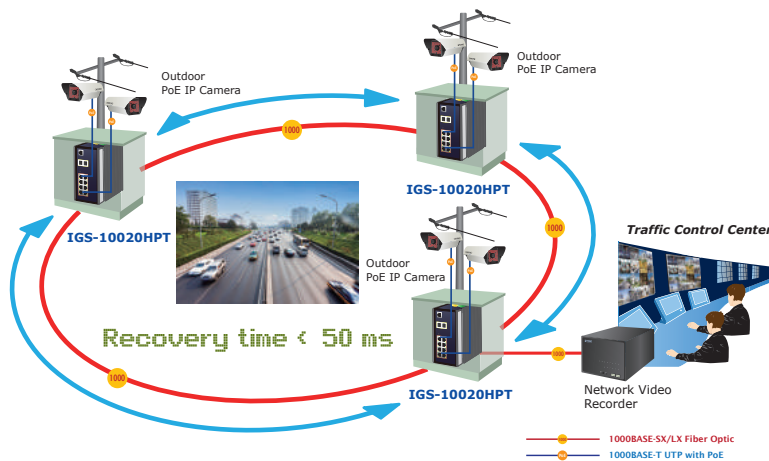 Outdoor
PoE IP Camera
1000
IGS-10020HPT
Outdoor
PoE IP Camera
IGS-10020HPT
1000
Traffic Control Center
Outdoor
PoE IP Camera
Recovery time < 50 ms
1000
IGS-10020HPT
Network Video
Recorder
1000BASE-SX/LX Fiber Optic
1000BASE-T UTP with PoE